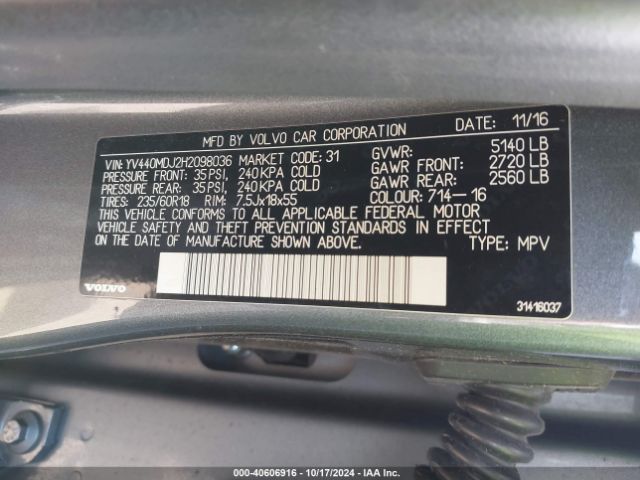 MFD BY VOLVO CAR CORPORATION DATE: 11/16
VIN: YV440MDJ2H2098036 MARKET CODE: 31 GVWR: 5140 LB
PRESSURE FRONT: 35 PSI, 240 KPA COLD GAWR FRONT: 2720 LB
PRESSURE REAR: 35 PSI, 240 KPA COLD GAWR REAR: 2560 LB
TIRES: 235/60R18 RIM: 7.5Jx18x55 COLOUR: 714-16
THIS VEHICLE CONFORMS TO ALL APPLICABLE FEDERAL MOTOR
VEHICLE SAFETY AND THEFT PREVENTION STANDARDS IN EFFECT
ON THE DATE OF MANUFACTURE SHOWN ABOVE. TYPE: MPV
VOLVO 31416037
000-40606916 - 10/17/2024 - IAA Inc.